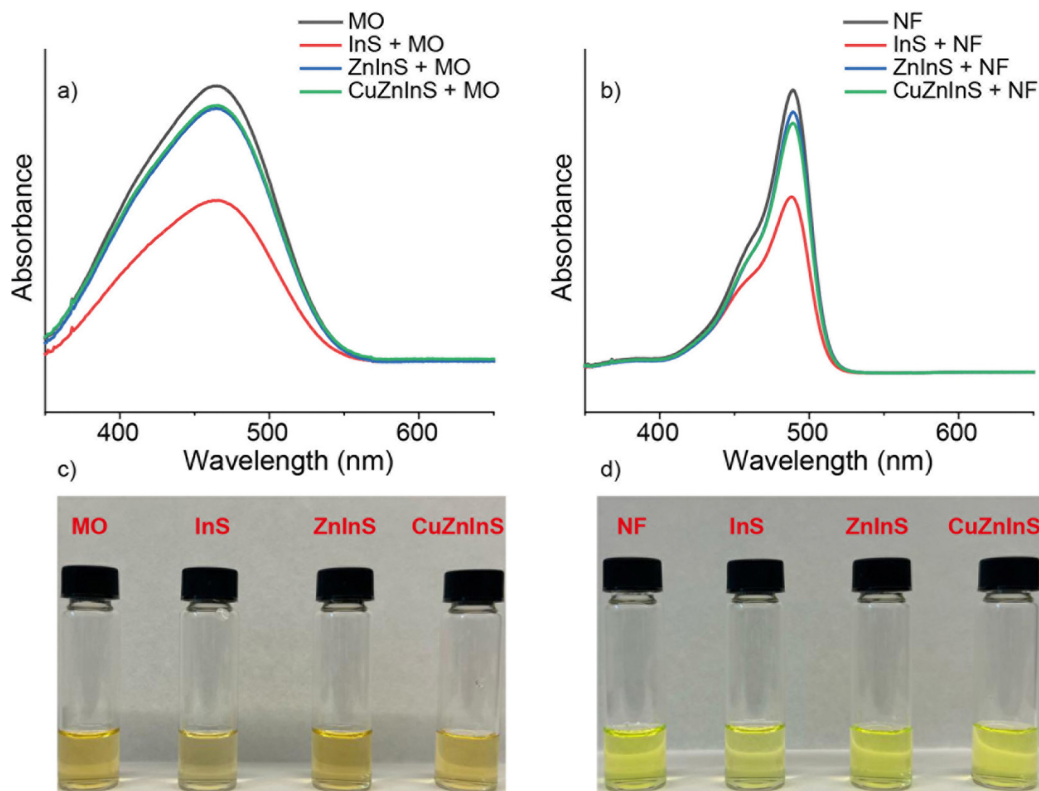 a)
MO
InS + MO
ZnInS + MO
CuZnInS + MO
Absorbance
400 500 600
Wavelength (nm)
b)
NF
InS + NF
ZnInS + NF
CuZnInS + NF
Absorbance
400 500 600
Wavelength (nm)
c)
MO InS ZnInS CuZnInS
d)
NF InS ZnInS CuZnInS